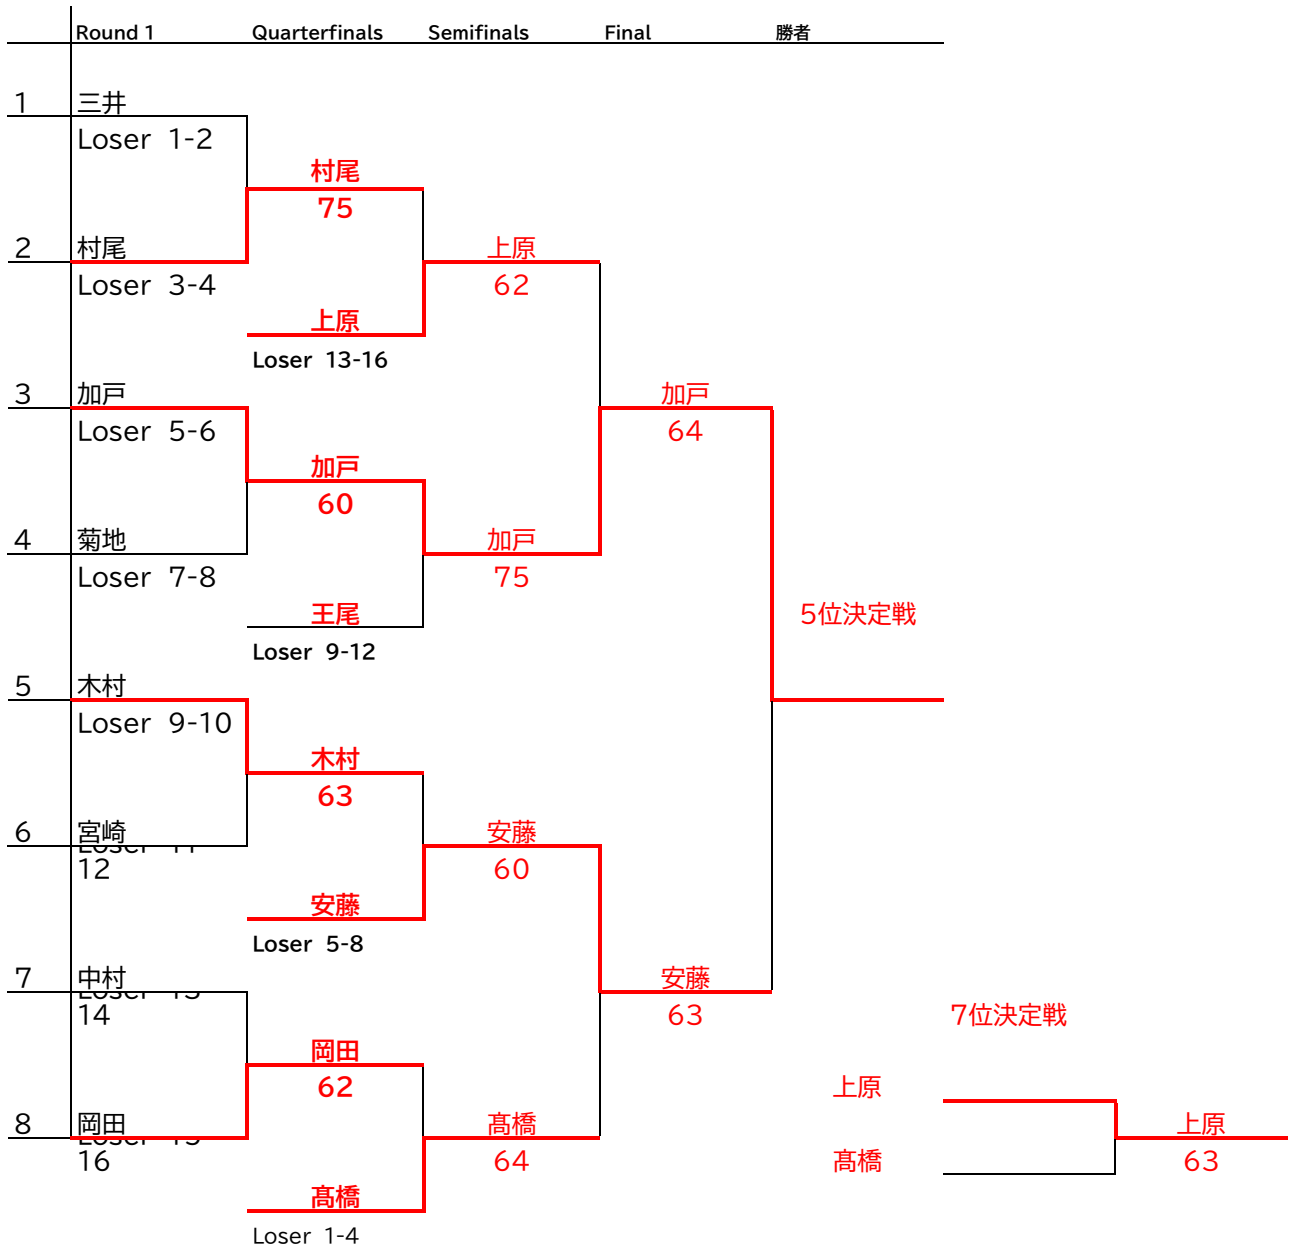 Round 1 Quarterfinals Semifinals Final 勝者
1 三井
Loser 1-2
村尾
75
2 村尾
Loser 3-4
上原
62
上原
Loser 13-16
3 加戸
Loser 5-6
加戸
64
加戸
60
4 菊地
Loser 7-8
加戸
75
王尾
Loser 9-12
5位決定戦
5 木村
Loser 9-10
木村
63
6 宮崎
12
安藤
60
安藤
Loser 5-8
7 中村
14
安藤
63
7位決定戦
岡田
62
上原
8 岡田
16
髙橋
64
髙橋
上原
63
髙橋
Loser 1-4